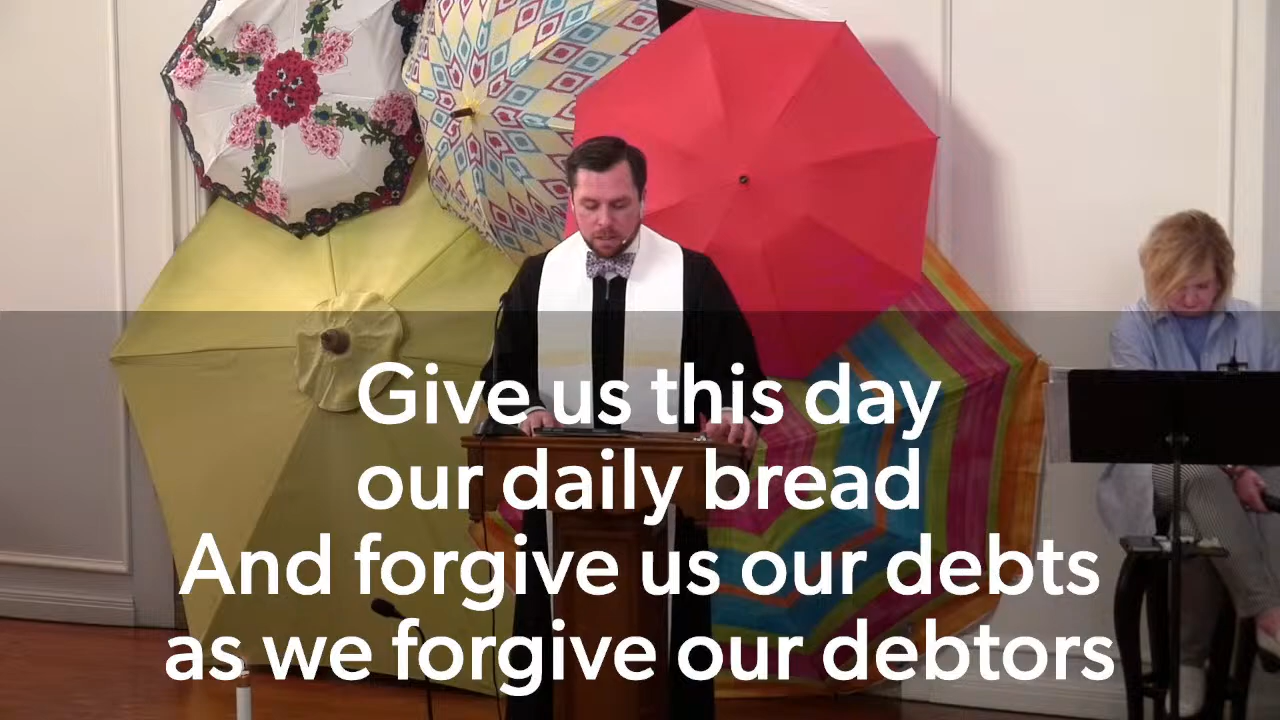 Give us this day
our daily bread
And forgive us our debts
as we forgive our debtors